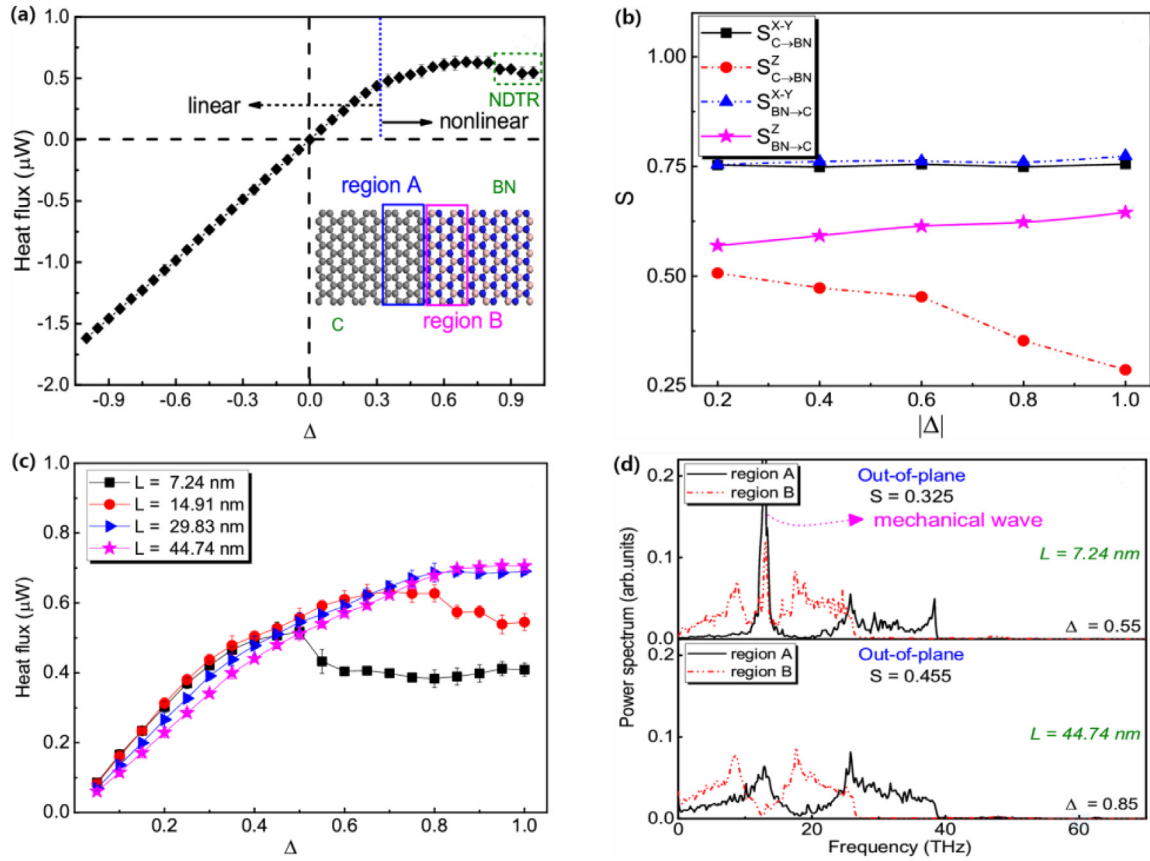 (a)
Heat flux (μW)
1.0
0.5
0.0
-0.5
-1.0
-1.5
-2.0
NDTR
linear
nonlinear
region A
BN
C
region B
-0.9 -0.6 -0.3 0.0 0.3 0.6 0.9
Δ
(b)
S
1.00
0.75
0.50
0.25
S X-Y C→BN
S Z C→BN
S X-Y BN→C
S Z BN→C
0.2 0.4 0.6 0.8 1.0
|Δ|
(c)
Heat flux (μW)
1.0
0.8
0.6
0.4
0.2
0.0
L = 7.24 nm
L = 14.91 nm
L = 29.83 nm
L = 44.74 nm
0.2 0.4 0.6 0.8 1.0
Δ
(d)
Power spectrum (arb.units)
0.2
0.1
0.0
region A
region B
Out-of-plane
S = 0.325
mechanical wave
L = 7.24 nm
Δ = 0.55
0.2
0.1
0.0
region A
region B
Out-of-plane
S = 0.455
L = 44.74 nm
Δ = 0.85
0 20 40 60
Frequency (THz)